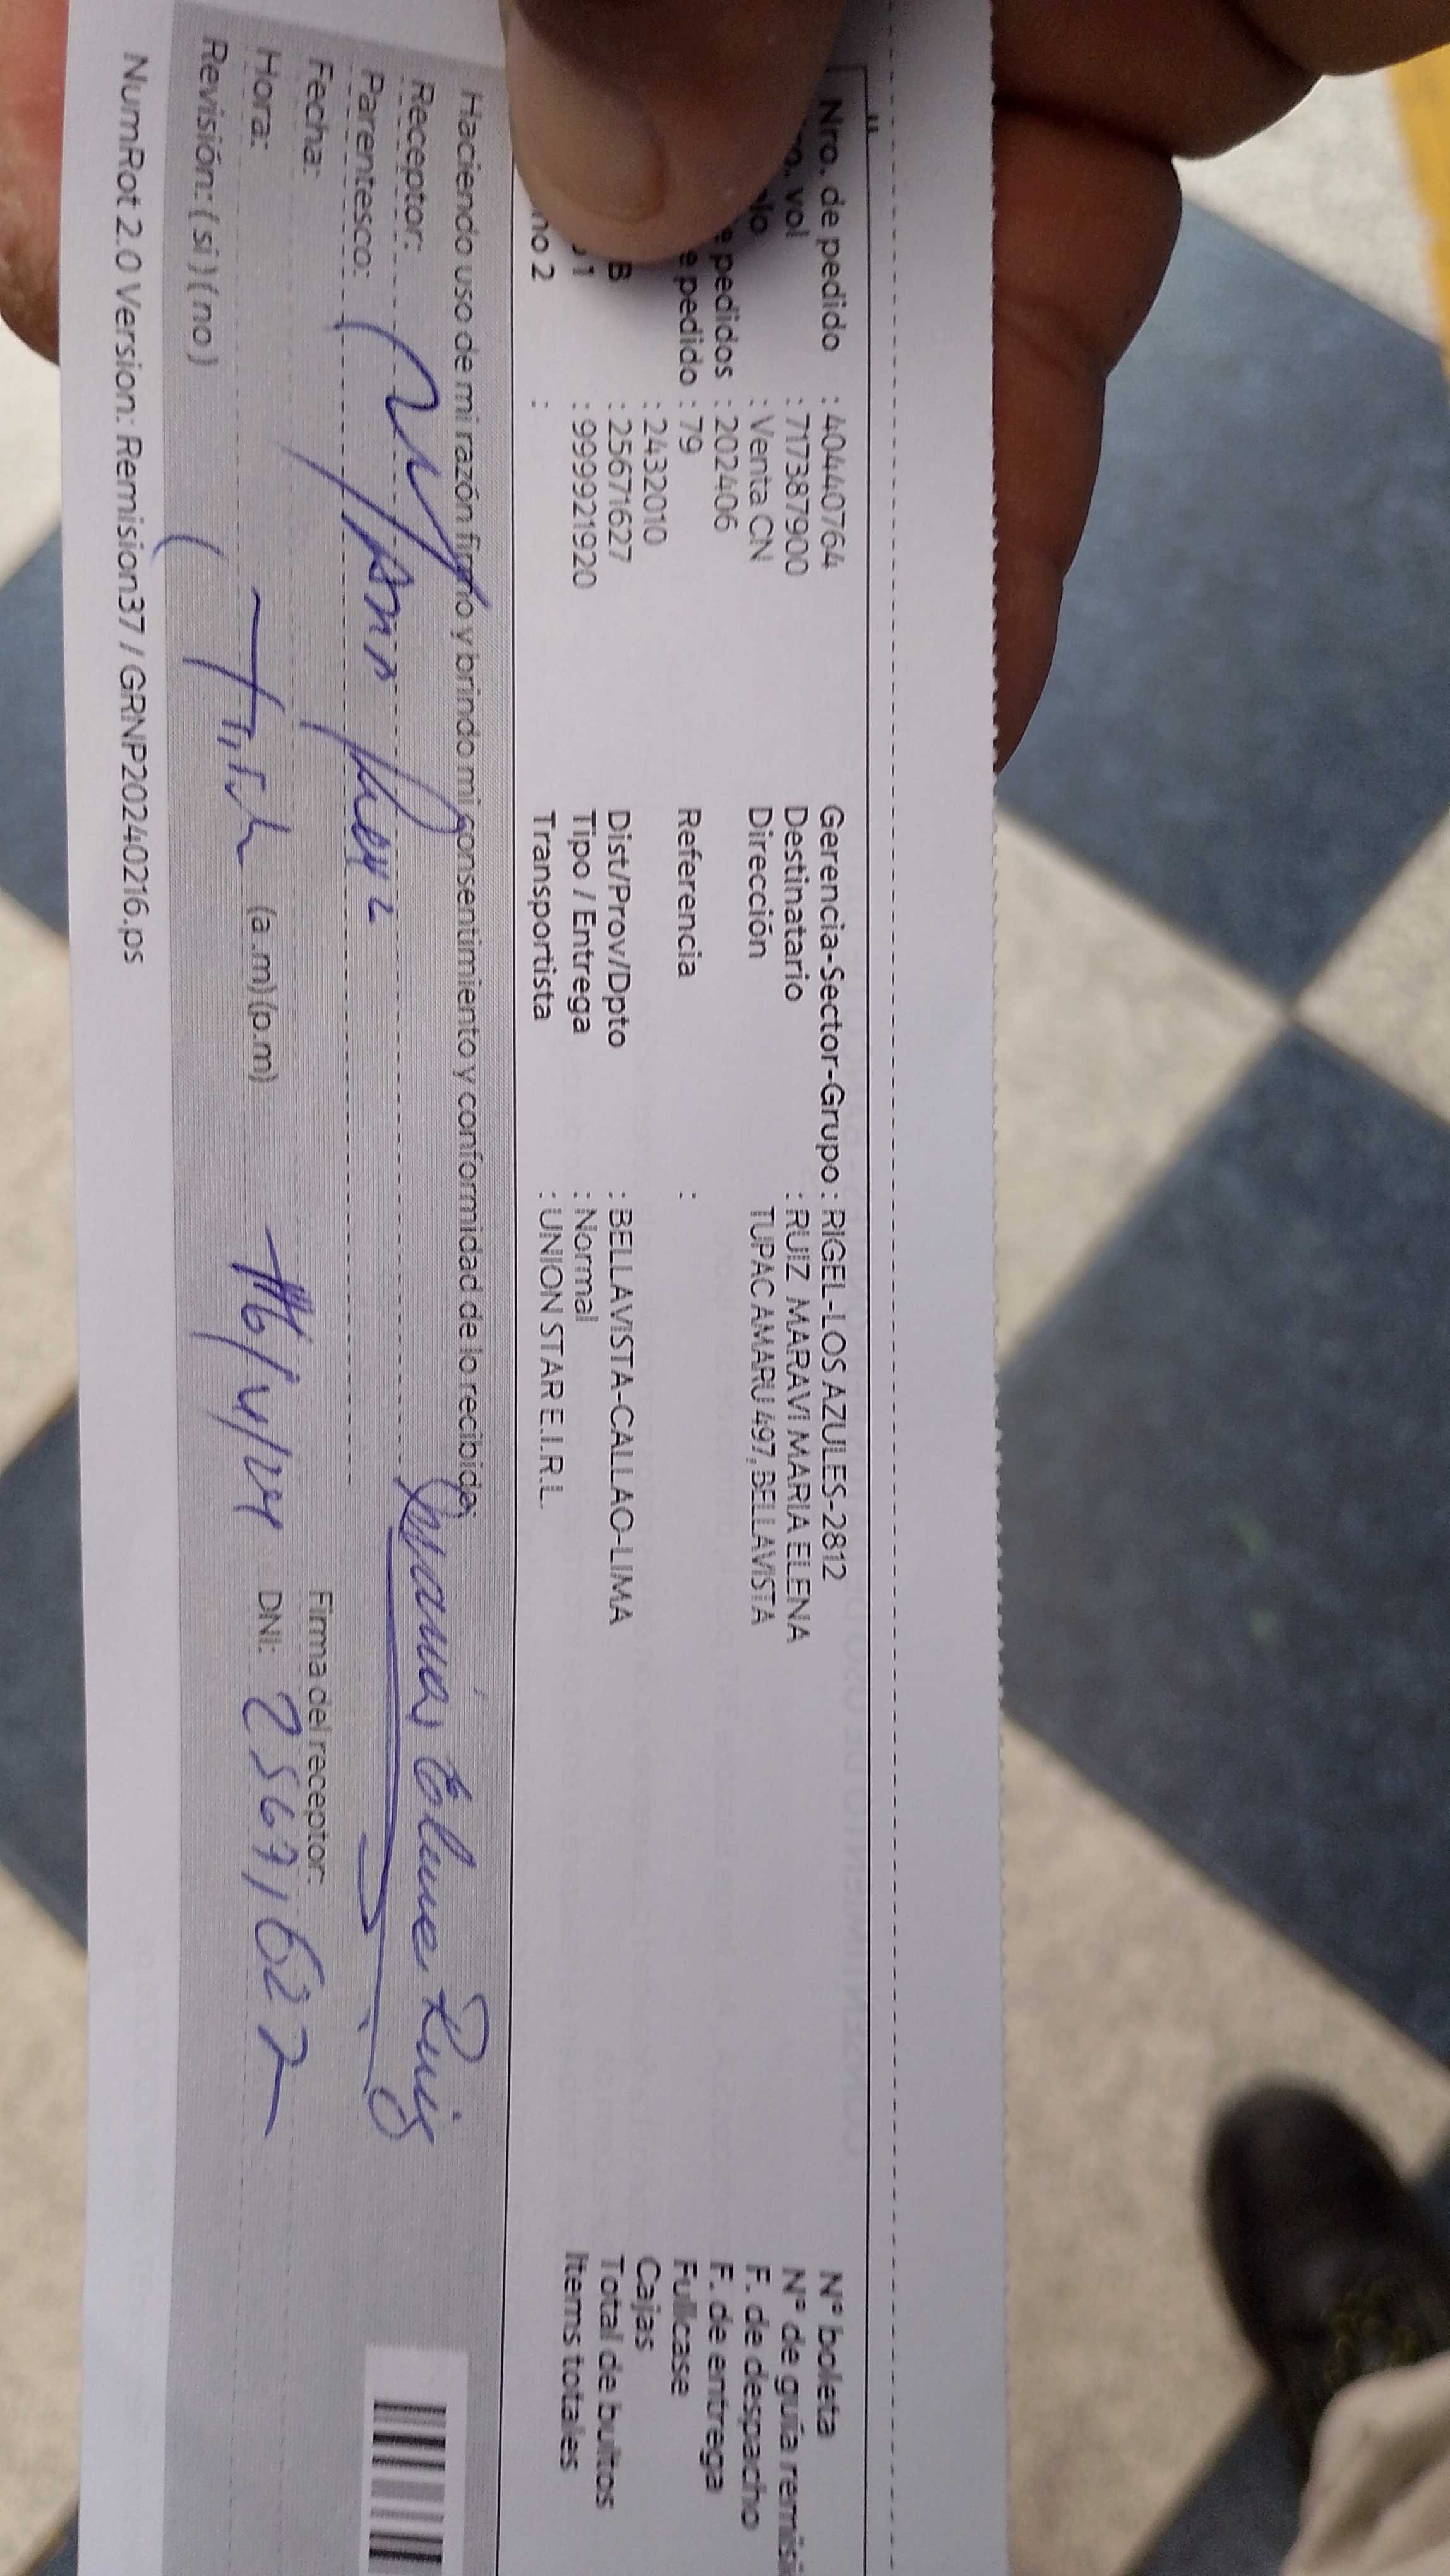 Nro. de pedido : 40440764 Gerencia-Sector-Grupo : RIGEL-LOS AZULES-2812 N° boleta
vol : 717387900 Destinatario : RUIZ MARAVI MARIA ELENA N° de guía
: Venta CN Dirección TUPAC AMARU 497, BELLAVISTA F. de despacho
pedidos : 202406 F. de entrega
e pedido : 79 Referencia : Fullcase
: 2432010 Cajas
B : 25671627 Dist/Prov/Dpto : BELLAVISTA-CALLAO-LIMA Total de bultos
1 : 999921920 Tipo / Entrega : Normal Items totales
no 2 : Transportista : UNION STAR E.I.R.L.
Haciendo uso de mi razón firmo y brindo mi consentimiento y conformidad de lo recibido
Receptor: Ruiz
Parentesco:
Fecha: Firma del receptor:
Hora: (a.m) (p.m) DNI: 25671627
Revisión: ( si ) ( no )
NumRot 2.0 Version: Remision37 / GRNP20240216.ps